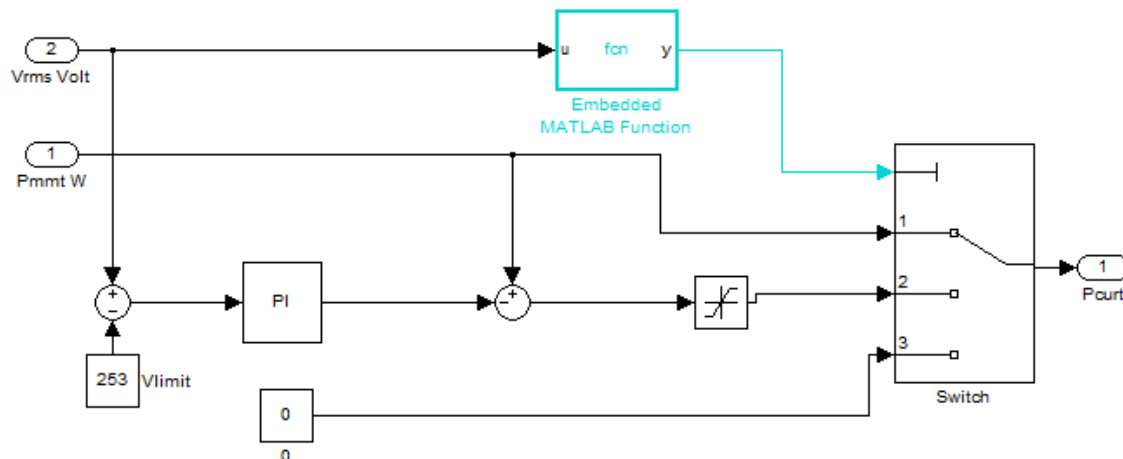 2
Vrms Volt
u fcn y
Embedded
MATLAB Function
1
Pmmt W
1
2
3
Switch
1
Pcurt
+
−
PI
− +
253 Vlimit
0
0